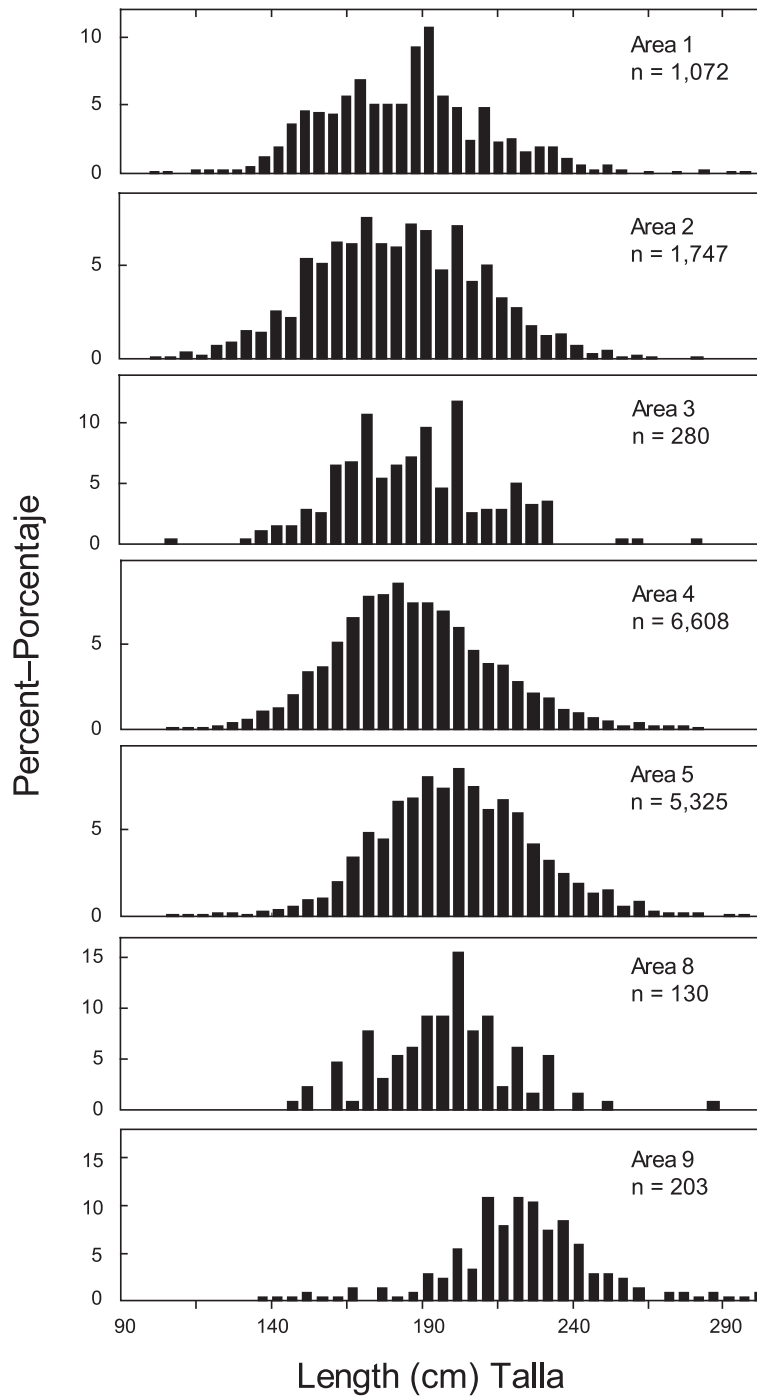 Percent–Porcentaje
10
5
0
Area 1
n = 1,072
5
0
Area 2
n = 1,747
10
5
0
Area 3
n = 280
5
0
Area 4
n = 6,608
5
0
Area 5
n = 5,325
15
10
5
0
Area 8
n = 130
15
10
5
0
Area 9
n = 203
90 140 190 240 290
Length (cm) Talla